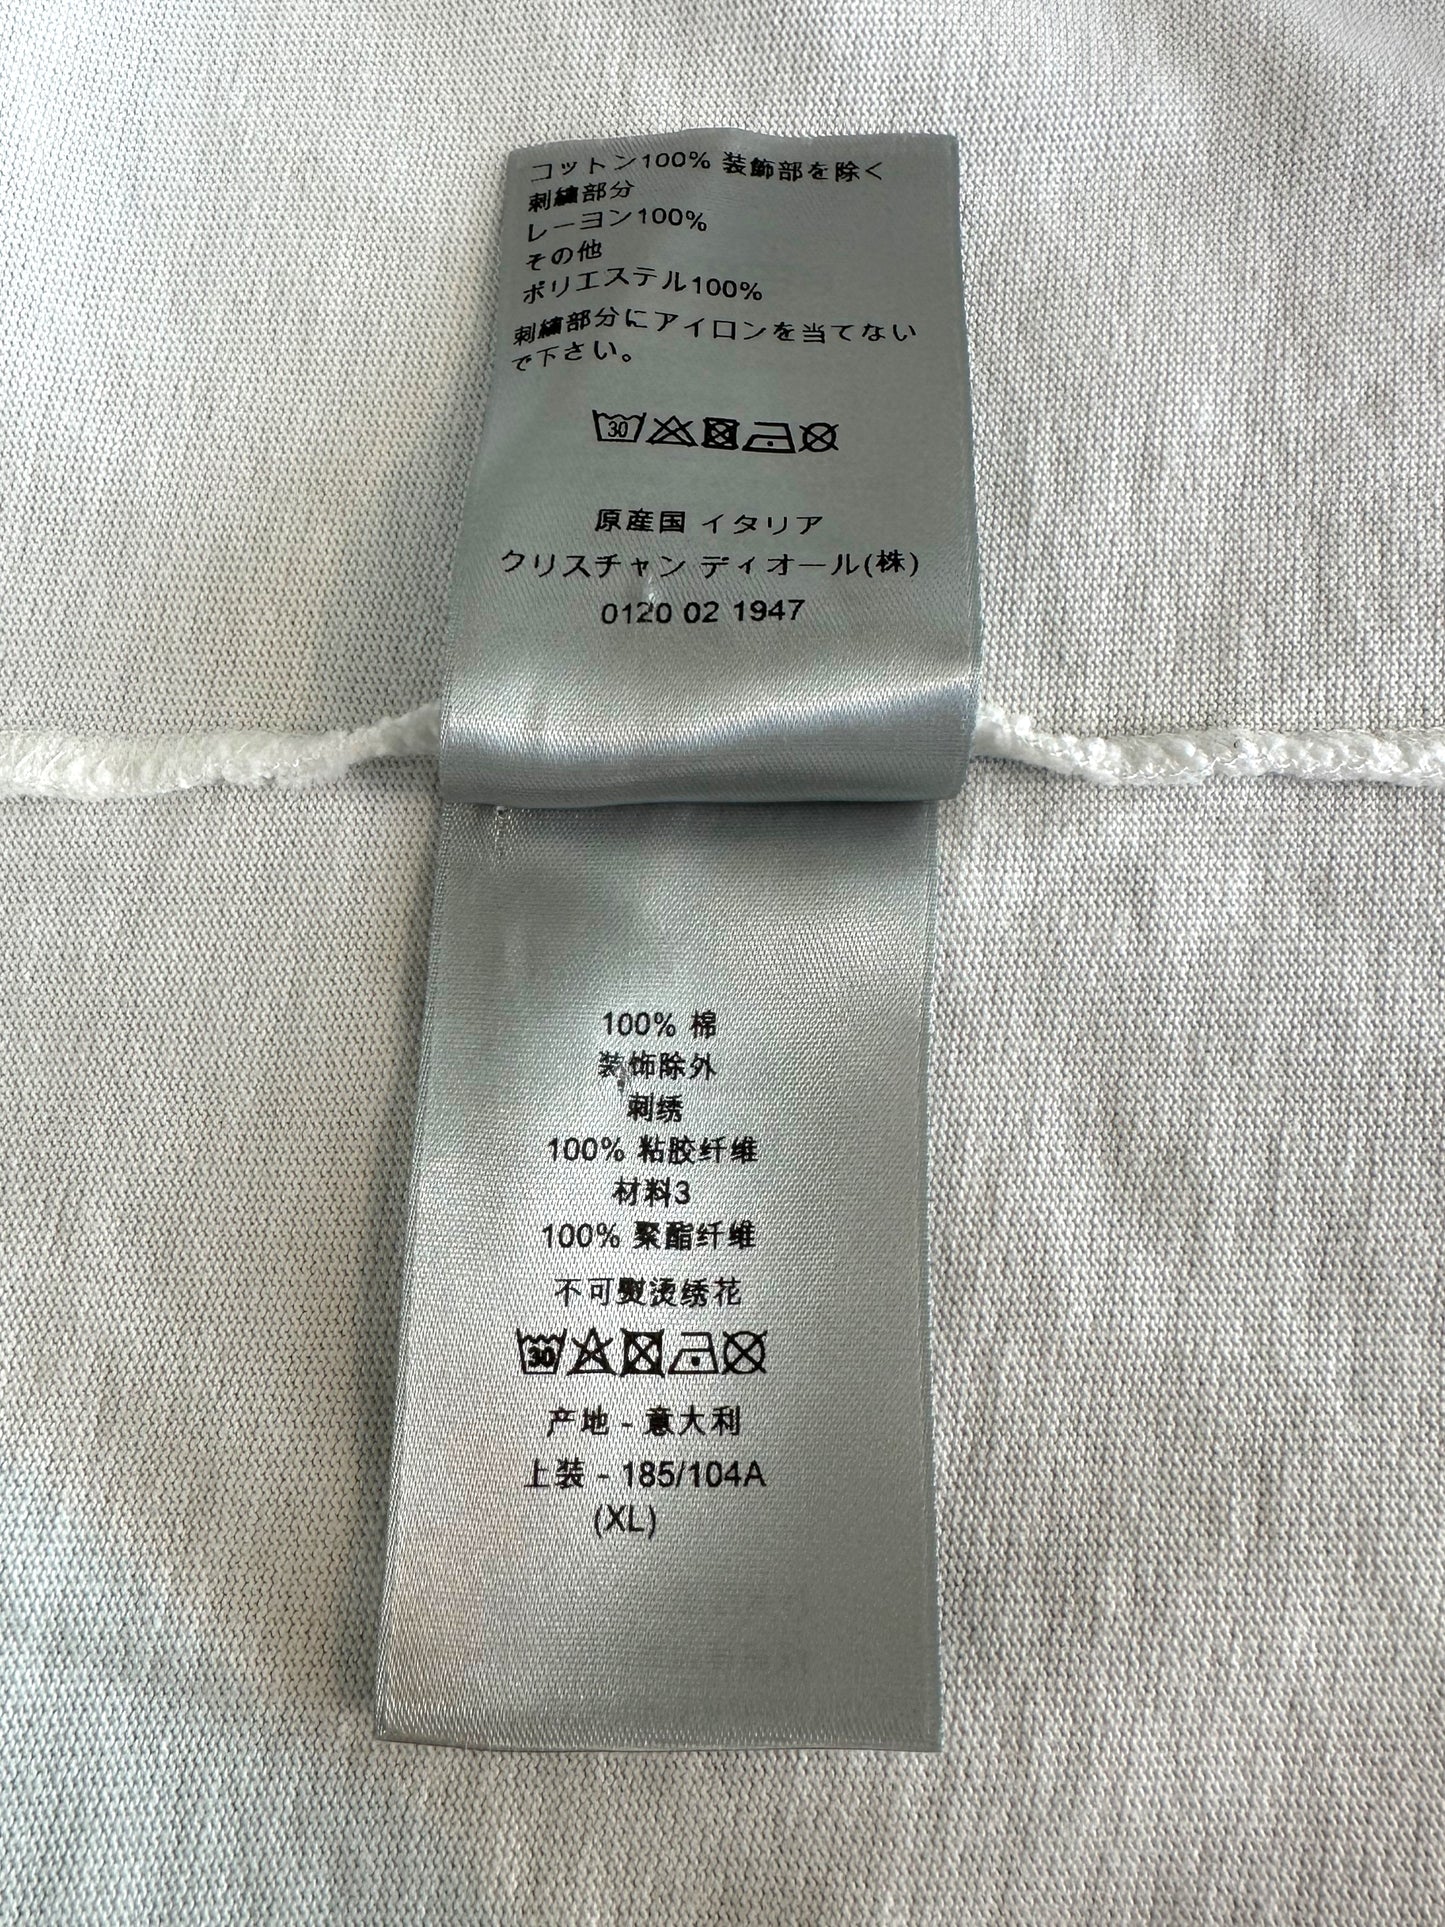 コットン100% 装飾部を除く
刺繍部分
レーヨン100%
その他
ポリエステル100%
刺繍部分にアイロンを当てない
で下さい。
30
原産国 イタリア
クリスチャン ディオール(株)
0120 02 1947
100% 棉
装饰除外
刺绣
100% 粘胶纤维
材料3
100% 聚酯纤维
不可熨烫绣花
30
产地 - 意大利
上装 - 185/104A
(XL)